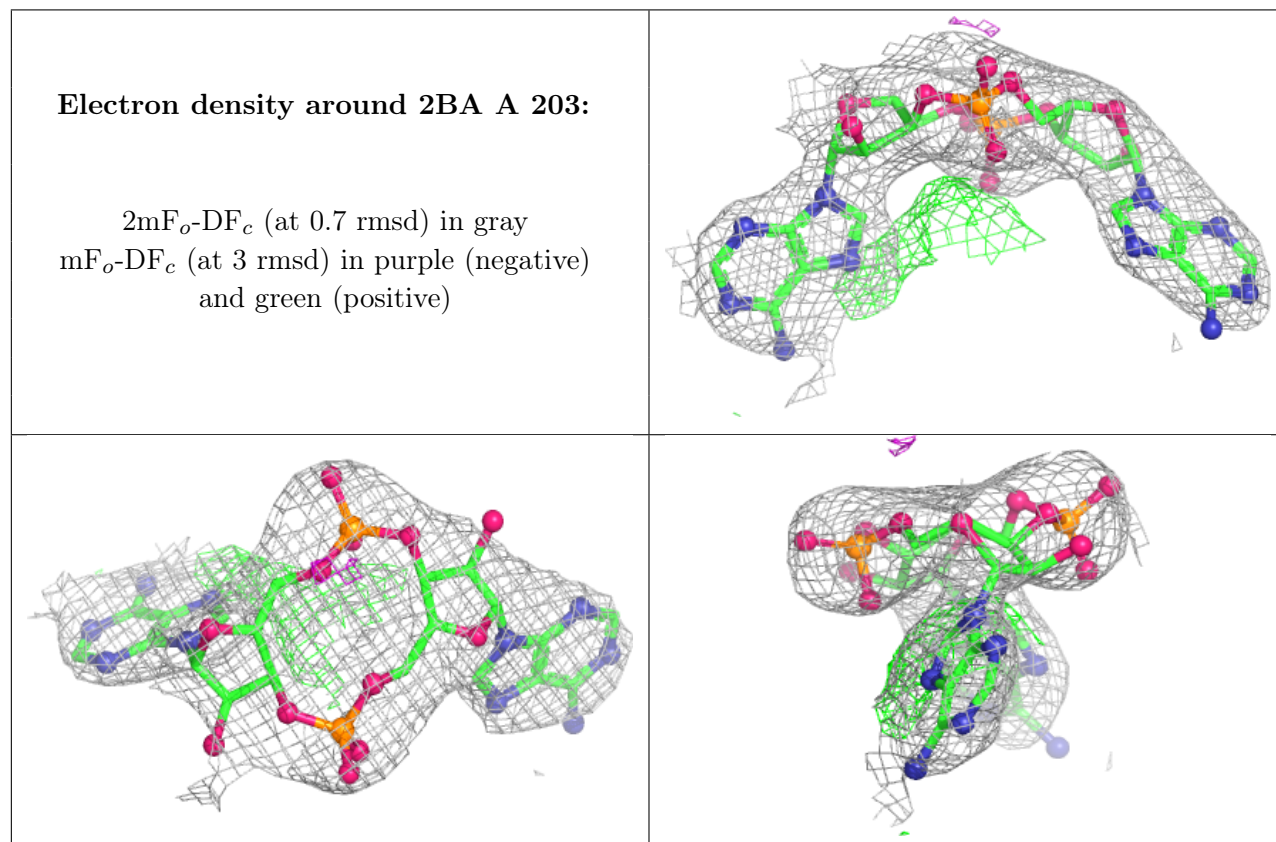 Electron density around 2BA A 203:
2mFo-DFc (at 0.7 rmsd) in gray
mFo-DFc (at 3 rmsd) in purple (negative)
and green (positive)